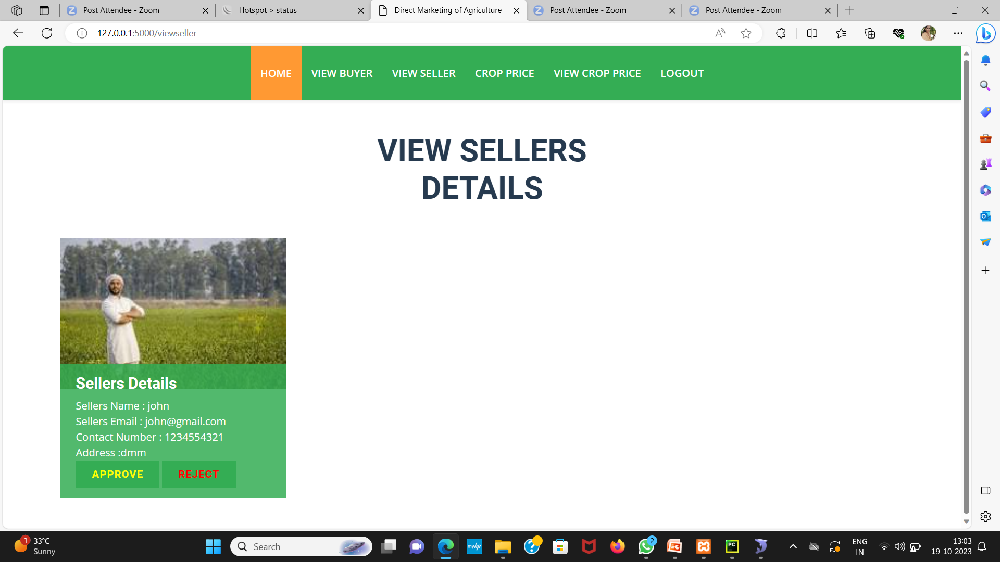 Post Attendee - Zoom
Hotspot > status
Direct Marketing of Agriculture
Post Attendee - Zoom
Post Attendee - Zoom
127.0.0.1:5000/viewseller
HOME
VIEW BUYER
VIEW SELLER
CROP PRICE
VIEW CROP PRICE
LOGOUT
VIEW SELLERS
DETAILS
Sellers Details
Sellers Name : john
Sellers Email : john@gmail.com
Contact Number : 1234554321
Address :dmm
APPROVE
REJECT
1
33°C
Sunny
Search
myhp
PC
2
ENG
IN
13:03
19-10-2023